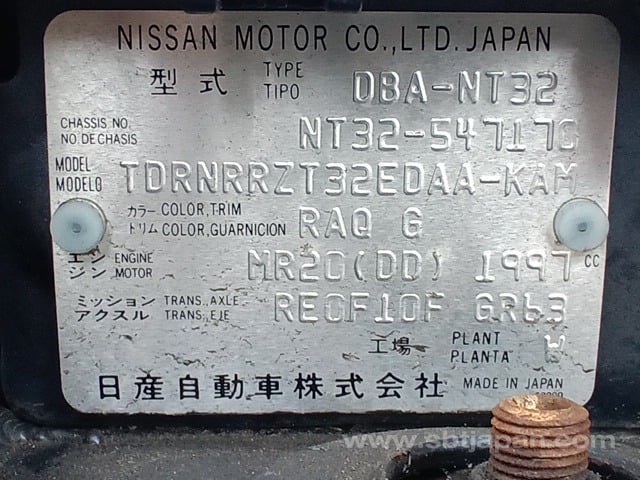 NISSAN MOTOR CO.,LTD. JAPAN
型式 TYPE TIPO DBA-NT32
CHASSIS NO. NO DE CHASIS NT32-547170
MODEL MODELO TDRNRRZT32EDAA-KAM
カラー トリム COLOR,TRIM COLOR,GUARNICION RAQ G
エンジン ENGINE MOTOR MR20(DD) 1997 CC
ミッション アクスル TRANS.,AXLE TRANS.,EJE RE0F10F GR63
工場 PLANT PLANTA W
日産自動車株式会社 MADE IN JAPAN
www.sbtjapan.com